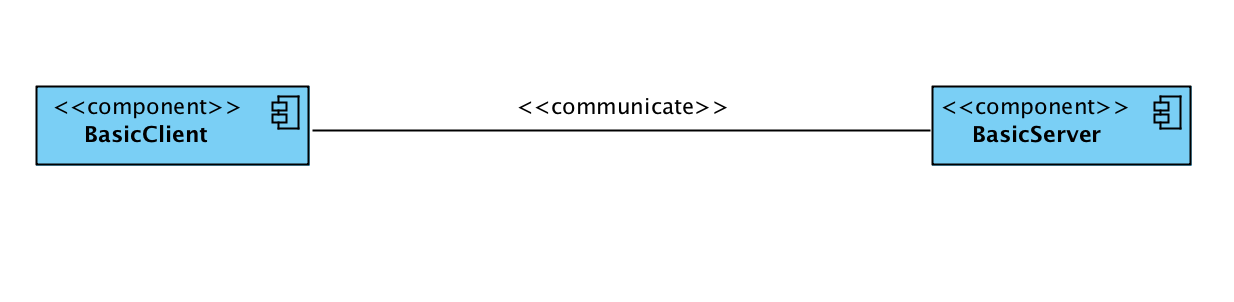 <<component>>
BasicClient
<<communicate>>
<<component>>
BasicServer